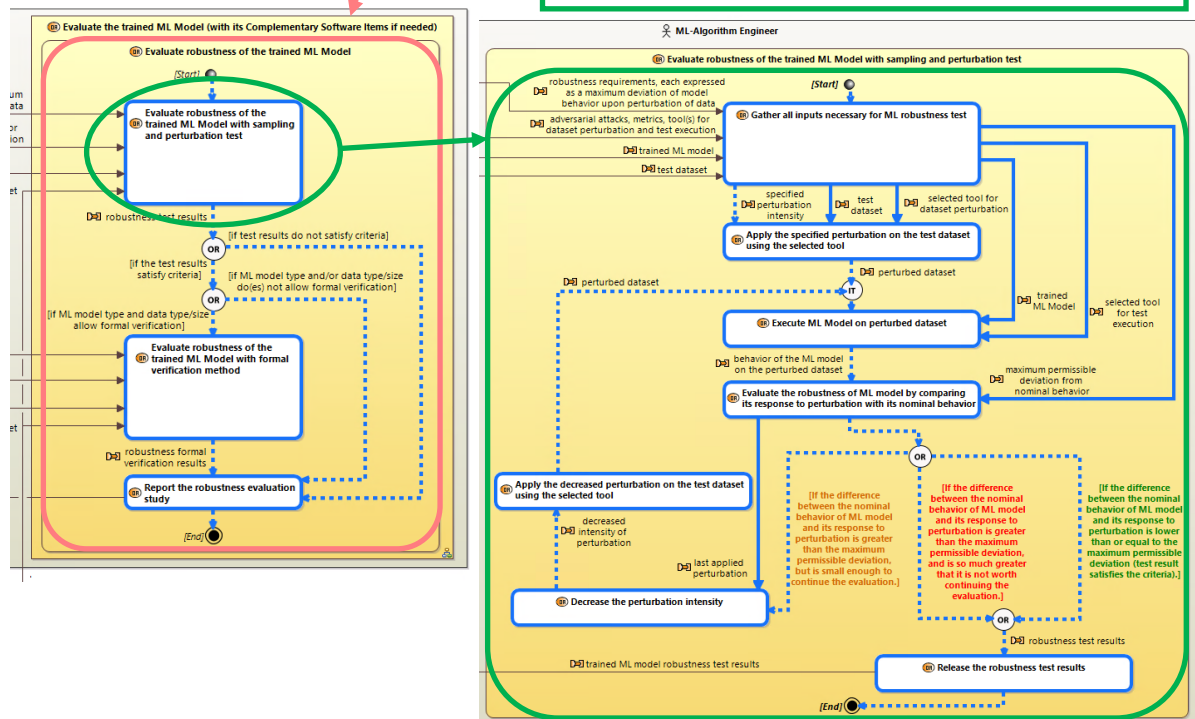 Evaluate the trained ML Model (with its Complementary Software Items if needed)
Evaluate robustness of the trained ML Model
[Start]
um
ata
or
ion
et
Evaluate robustness of the
trained ML Model with sampling
and perturbation test
robustness test results
[if test results do not satisfy criteria]
OR
[if the test results
satisfy criteria]
[if ML model type and/or data type/size
do(es) not allow formal verification]
OR
[if ML model type and data type/size
allow formal verification]
Evaluate robustness of the
trained ML Model with formal
verification method
et
robustness formal
verification results
Report the robustness evaluation
study
[End]
ML-Algorithm Engineer
Evaluate robustness of the trained ML Model with sampling and perturbation test
[Start]
robustness requirements, each expressed
as a maximum deviation of model
behavior upon perturbation of data
adversarial attacks, metrics, tool(s) for
dataset perturbation and test execution
trained ML model
test dataset
Gather all inputs necessary for ML robustness test
specified
perturbation
intensity
test
dataset
selected tool for
dataset perturbation
Apply the specified perturbation on the test dataset
using the selected tool
perturbed dataset
perturbed dataset
IT
trained
ML Model
selected tool
for test
execution
Execute ML Model on perturbed dataset
behavior of the ML model
on the perturbed dataset
maximum permissible
deviation from
nominal behavior
Evaluate the robustness of ML model by comparing
its response to perturbation with its nominal behavior
OR
Apply the decreased perturbation on the test dataset
using the selected tool
decreased
intensity of
perturbation
last applied
perturbation
[If the difference
between the nominal
behavior of ML model
and its response to
perturbation is greater
than the maximum
permissible deviation,
but is small enough to
continue the evaluation.]
[If the difference
between the nominal
behavior of ML model
and its response to
perturbation is greater
than the maximum
permissible deviation,
and is so much greater
that it is not worth
continuing the
evaluation.]
[If the difference
between the nominal
behavior of ML model
and its response to
perturbation is lower
than or equal to the
maximum permissible
deviation (test result
satisfies the criteria).]
Decrease the perturbation intensity
OR
robustness test results
trained ML model robustness test results
Release the robustness test results
[End]